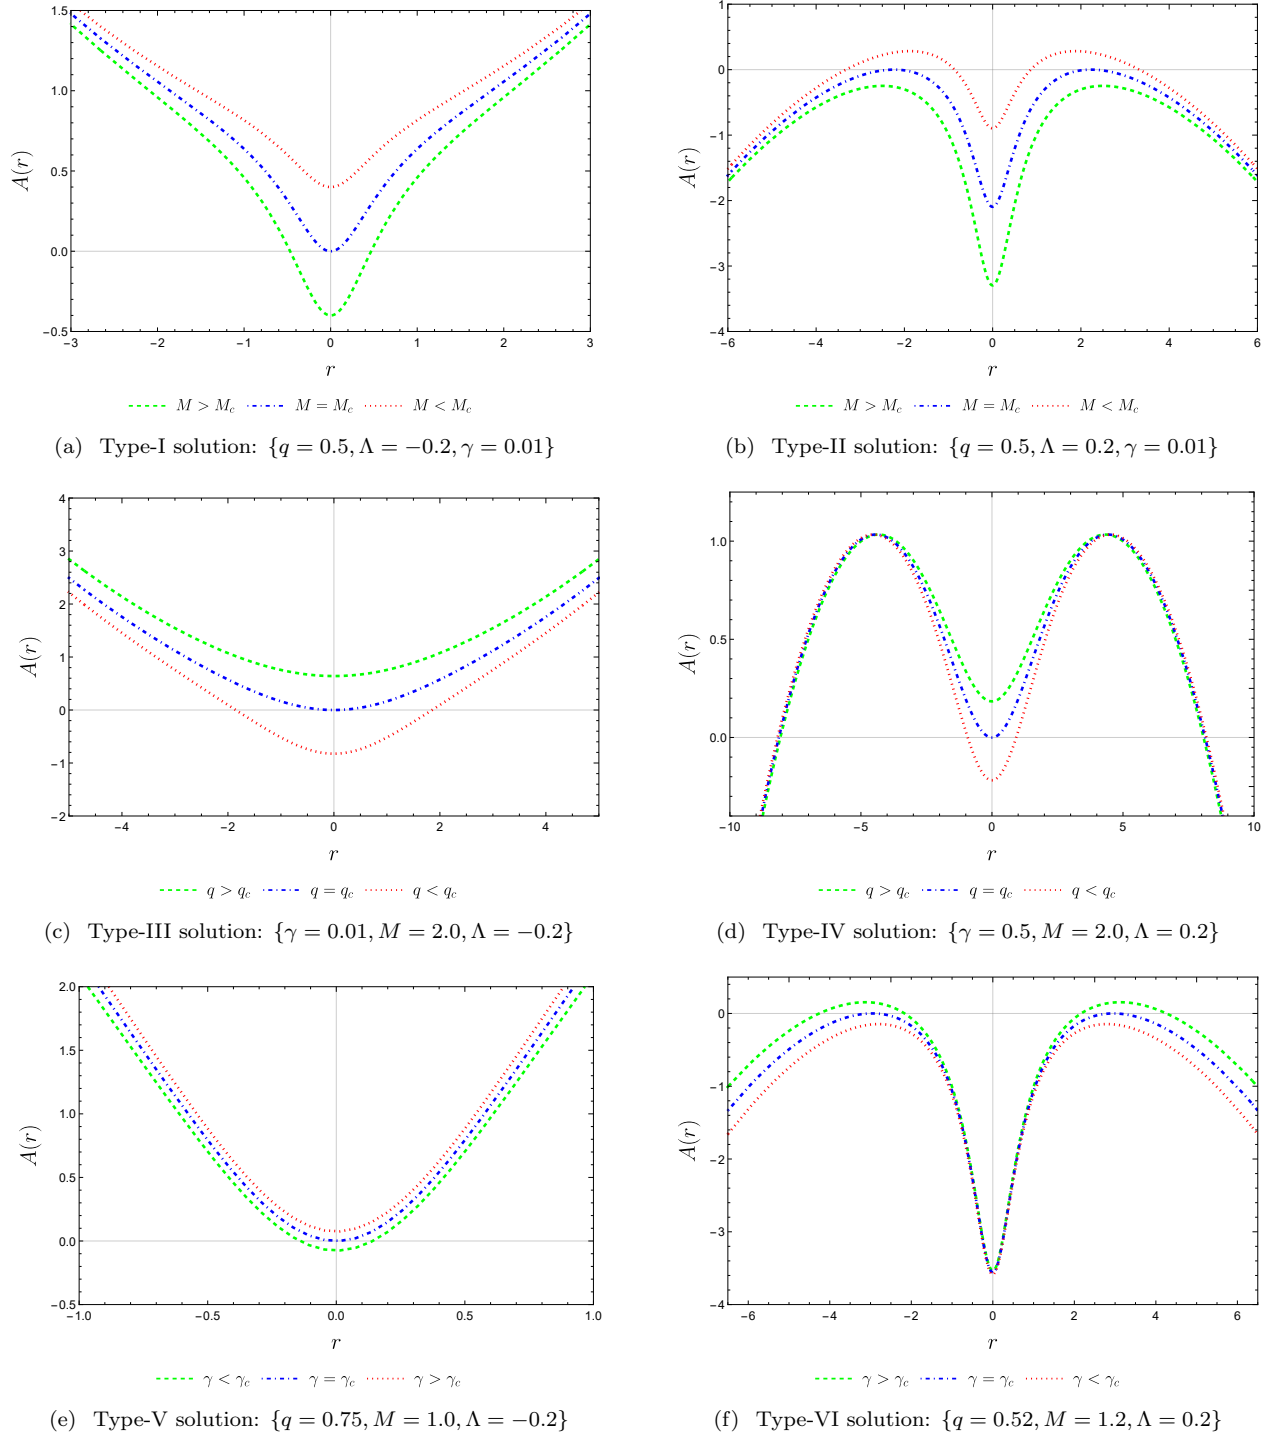 1.5
1.0
0.5
0.0
−0.5
A(r)
−3 −2 −1 0 1 2 3
r
M > M_c M = M_c M < M_c
(a) Type-I solution: {q = 0.5, Λ = −0.2, γ = 0.01}
1
0
−1
−2
−3
−4
A(r)
−6 −4 −2 0 2 4 6
r
M > M_c M = M_c M < M_c
(b) Type-II solution: {q = 0.5, Λ = 0.2, γ = 0.01}
4
3
2
1
0
−1
−2
A(r)
−4 −2 0 2 4
r
q > q_c q = q_c q < q_c
(c) Type-III solution: {γ = 0.01, M = 2.0, Λ = −0.2}
1.0
0.5
0.0
A(r)
−10 −5 0 5 10
r
q > q_c q = q_c q < q_c
(d) Type-IV solution: {γ = 0.5, M = 2.0, Λ = 0.2}
2.0
1.5
1.0
0.5
0.0
−0.5
A(r)
−1.0 −0.5 0.0 0.5 1.0
r
γ < γ_c γ = γ_c γ > γ_c
(e) Type-V solution: {q = 0.75, M = 1.0, Λ = −0.2}
0
−1
−2
−3
−4
A(r)
−6 −4 −2 0 2 4 6
r
γ > γ_c γ = γ_c γ < γ_c
(f) Type-VI solution: {q = 0.52, M = 1.2, Λ = 0.2}